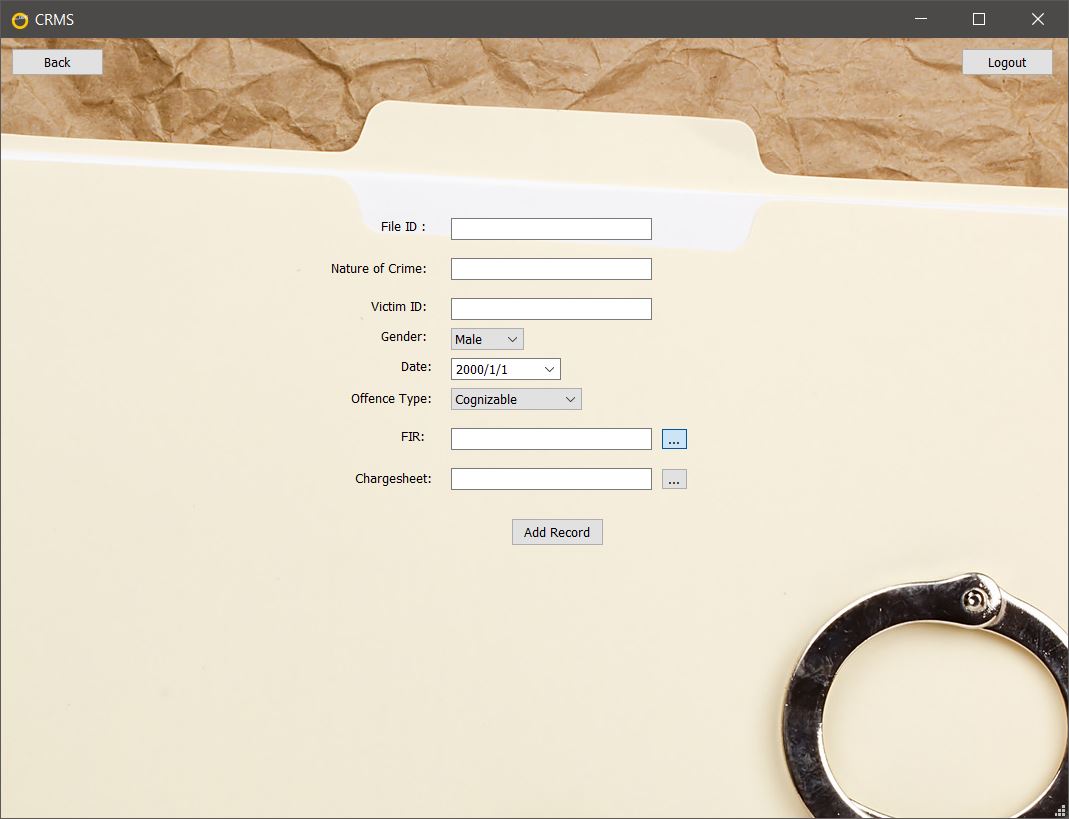 CRMS
Back
Logout
File ID :
Nature of Crime:
Victim ID:
Gender: Male
Date: 2000/1/1
Offence Type: Cognizable
FIR: ...
Chargesheet: ...
Add Record